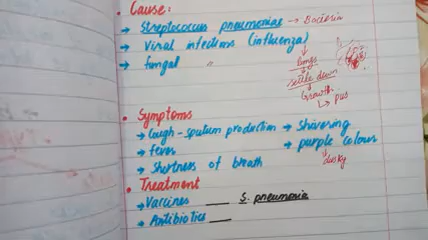 • Cause:
→ Streptococcus pneumoniae → Bacteria
→ Viral infections (influenza)
→ fungal "
lungs
settle down
Growth
↳ pus
• Symptoms
→ Cough - sputum production → Shivering
→ fever → purple colour
→ Shortness of breath dusky
• Treatment
→ Vaccines ___ S. pneumonia
→ Antibiotics ___